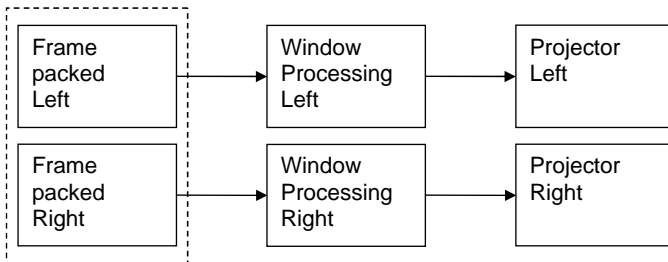 Frame
packed
Left
Window
Processing
Left
Projector
Left
Frame
packed
Right
Window
Processing
Right
Projector
Right